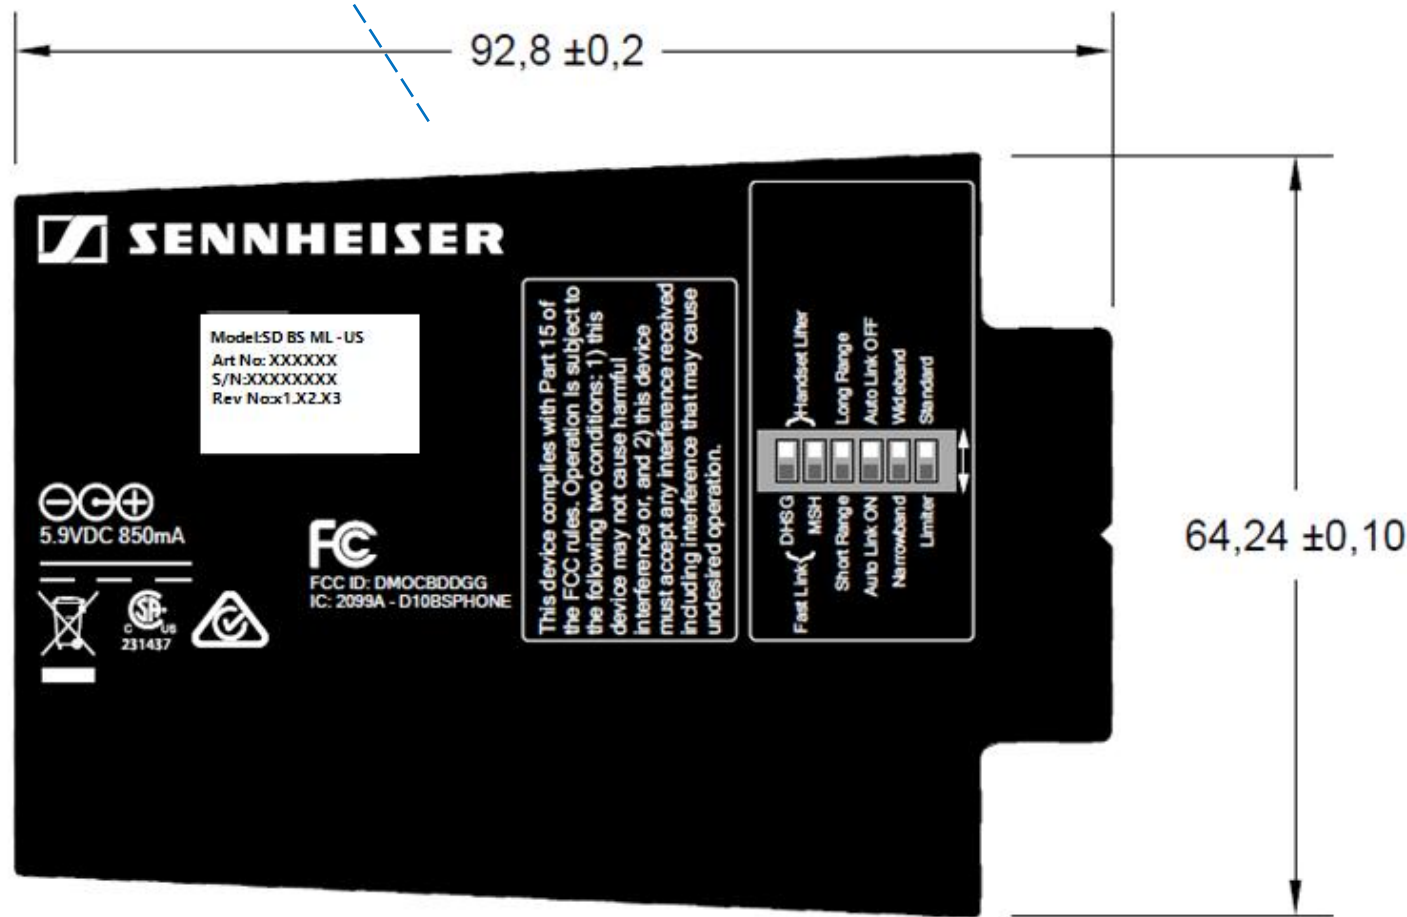 92,8 ±0,2
SENNHEISER
Model:SD BS ML - US
Art No: XXXXXX
S/N:XXXXXXXX
Rev No:x1.X2.X3
5.9VDC 850mA
FC
FCC ID: DMOCBDDGG
IC: 2099A - D10BSPHONE
SA
C US
231437
This device complies with Part 15 of
the FCC rules. Operation is subject to
the following two conditions: 1) this
device may not cause harmful
interference or, and 2) this device
must accept any interference received
including interference that may cause
undesired operation.
Handset Lifter
Long Range
Auto Link OFF
Wideband
Standard
Fast Link
DHSG
MSH
Short Range
Auto Link ON
Narrowband
Limiter
64,24 ±0,10